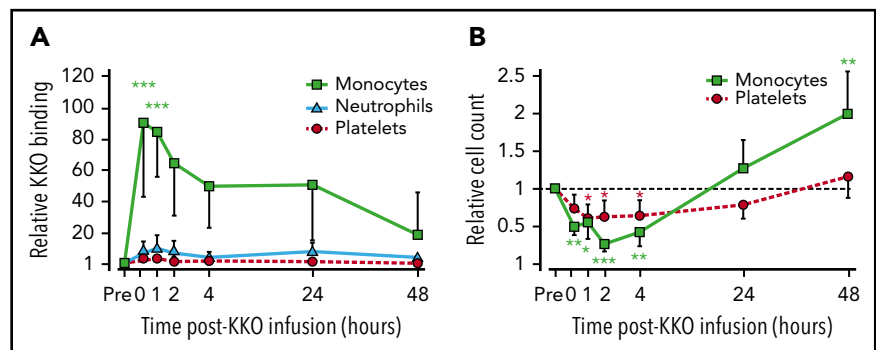 A
Relative KKO binding
120
100
80
60
40
20
1
***
***
Monocytes
Neutrophils
Platelets
Pre 0 1 2 4 24 48
Time post-KKO infusion (hours)
B
Relative cell count
2.5
2
1.5
1
0.5
1
**
Monocytes
Platelets
* * *
** * *** **
Pre 0 1 2 4 24 48
Time post-KKO infusion (hours)